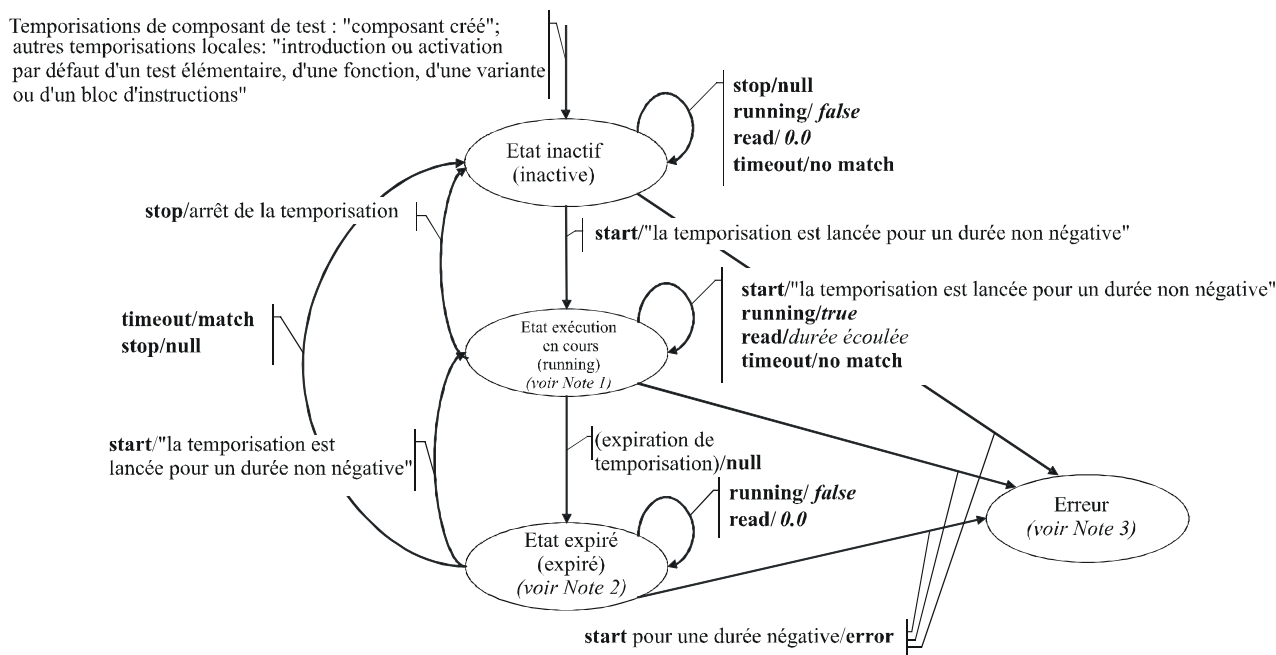 Temporisations de composant de test : "composant créé";
autres temporisations locales: "introduction ou activation
par défaut d'un test élémentaire, d'une fonction, d'une variante
ou d'un bloc d'instructions"
stop/null
running/ false
read/ 0.0
timeout/no match
Etat inactif
(inactive)
stop/arrêt de la temporisation
start/"la temporisation est lancée pour un durée non négative"
start/"la temporisation est lancée pour un durée non négative"
running/true
read/durée écoulée
timeout/no match
timeout/match
stop/null
Etat exécution
en cours
(running)
(voir Note 1)
start/"la temporisation est
lancée pour un durée non négative"
(expiration de
temporisation)/null
running/ false
read/ 0.0
Etat expiré
(expiré)
(voir Note 2)
Erreur
(voir Note 3)
start pour une durée négative/error